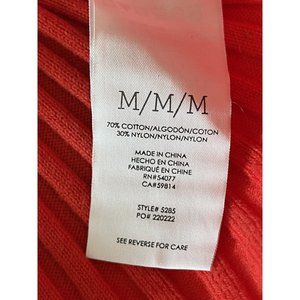 M/M/M
70% COTTON/ALGODÓN/COTON
30% NYLON/NYLON/NYLON
MADE IN CHINA
HECHO EN CHINA
FABRIQUÉ EN CHINE
RN#54077
CA#59814
STYLE# 5285
PO# 220222
SEE REVERSE FOR CARE